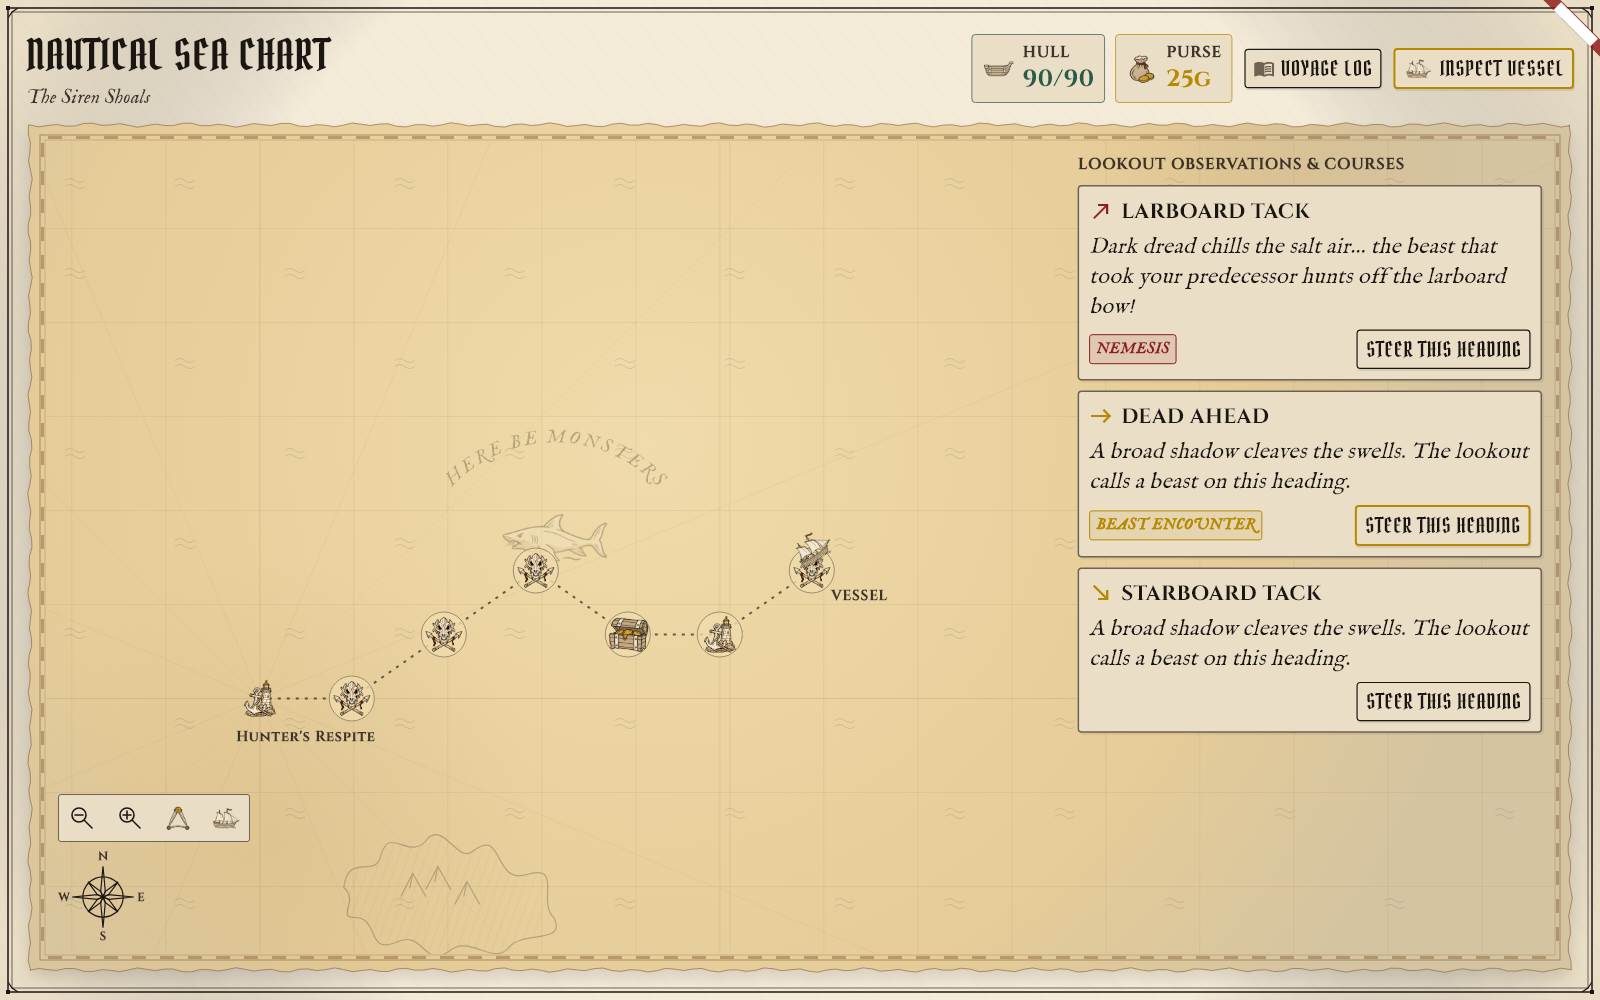 NAUTICAL SEA CHART
The Siren Shoals
HULL
90/90
PURSE
25G
VOYAGE LOG
INSPECT VESSEL
LOOKOUT OBSERVATIONS & COURSES
LARBOARD TACK
Dark dread chills the salt air... the beast that
took your predecessor hunts off the larboard
bow!
NEMESIS
STEER THIS HEADING
DEAD AHEAD
A broad shadow cleaves the swells. The lookout
calls a beast on this heading.
BEAST ENCOUNTER
STEER THIS HEADING
STARBOARD TACK
A broad shadow cleaves the swells. The lookout
calls a beast on this heading.
STEER THIS HEADING
HERE BE MONSTERS
VESSEL
HUNTER'S RESPITE
N
W E
S